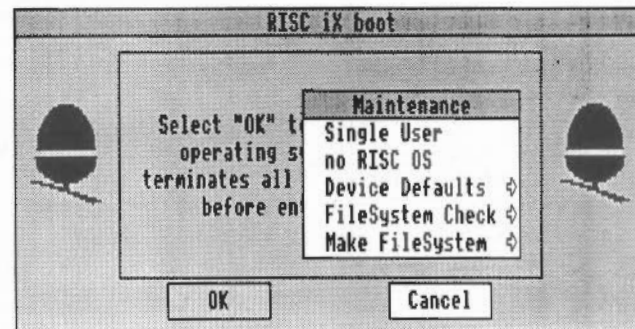 RISC iX boot
Select "OK" to
operating
terminates all
before
Maintenance
Single User
no RISC OS
Device Defaults ⇨
FileSystem Check ⇨
Make FileSystem ⇨
OK
Cancel